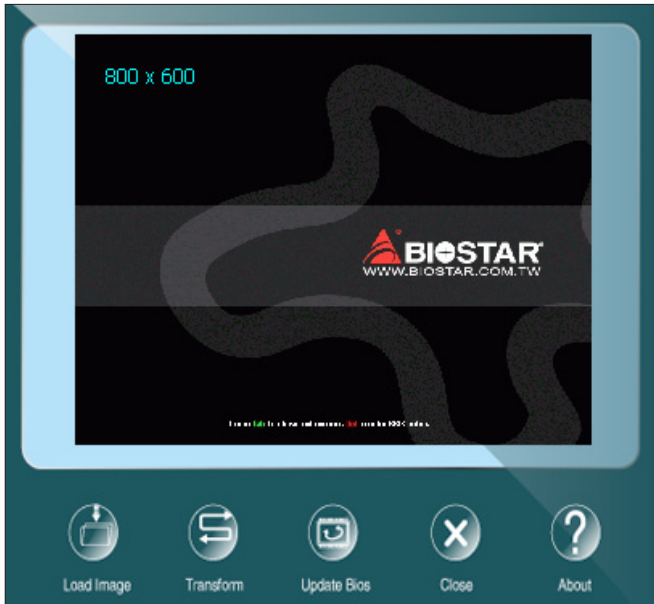 800 x 600
BIOSTAR
WWW.BIOSTAR.COM.TW
Load Image
Transform
Update Bios
Close
About